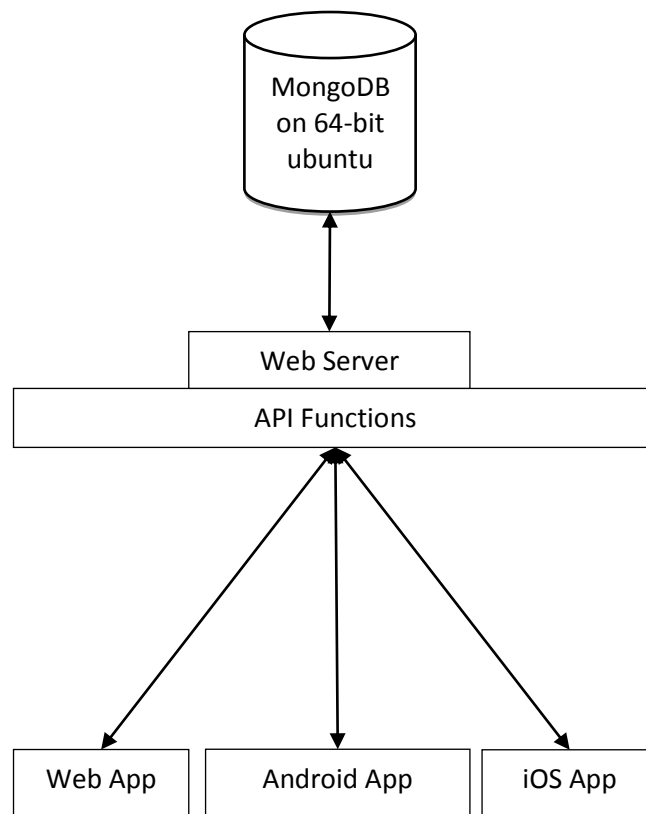 MongoDB
on 64-bit
ubuntu
Web Server
API Functions
Web App
Android App
iOS App